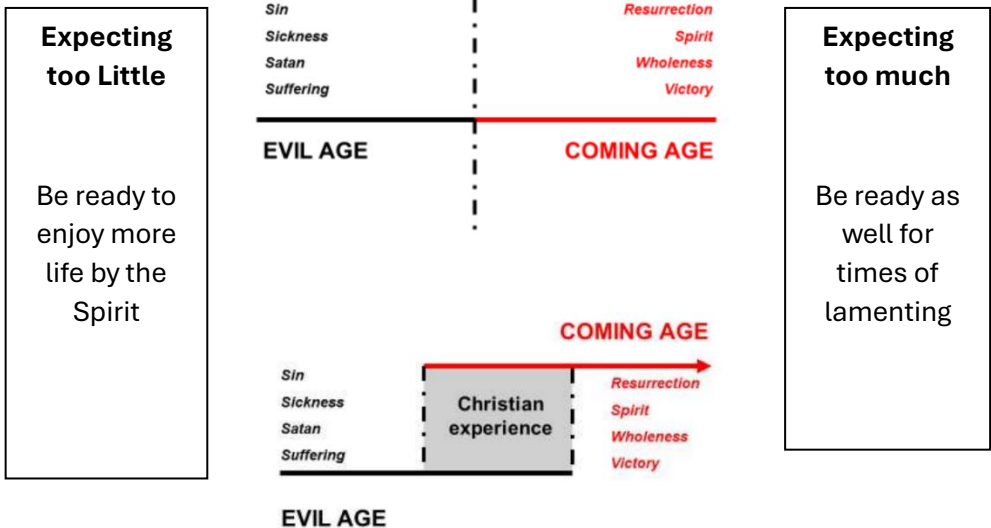 Expecting
too Little
Be ready to
enjoy more
life by the
Spirit
Sin
Sickness
Satan
Suffering
Resurrection
Spirit
Wholeness
Victory
EVIL AGE
COMING AGE
COMING AGE
Sin
Sickness
Satan
Suffering
Christian
experience
Resurrection
Spirit
Wholeness
Victory
EVIL AGE
Expecting
too much
Be ready as
well for
times of
lamenting